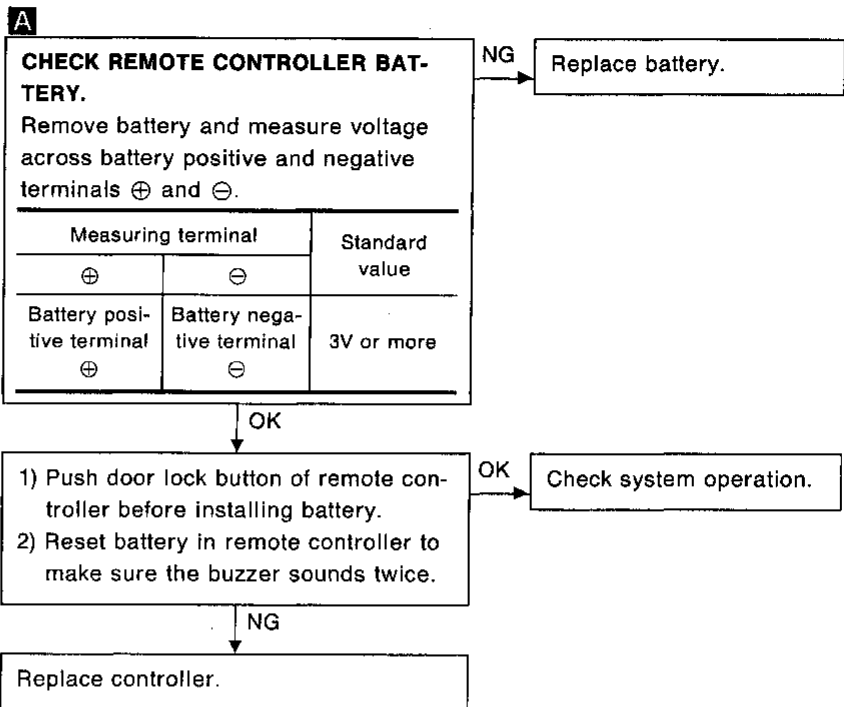 A
CHECK REMOTE CONTROLLER BAT-
TERY.
Remove battery and measure voltage
across battery positive and negative
terminals ⊕ and ⊖.
Measuring terminal
Standard
value
⊕
⊖
Battery posi-
tive terminal
⊕
Battery nega-
tive terminal
⊖
3V or more
NG
Replace battery.
OK
1) Push door lock button of remote con-
troller before installing battery.
2) Reset battery in remote controller to
make sure the buzzer sounds twice.
OK
Check system operation.
NG
Replace controller.